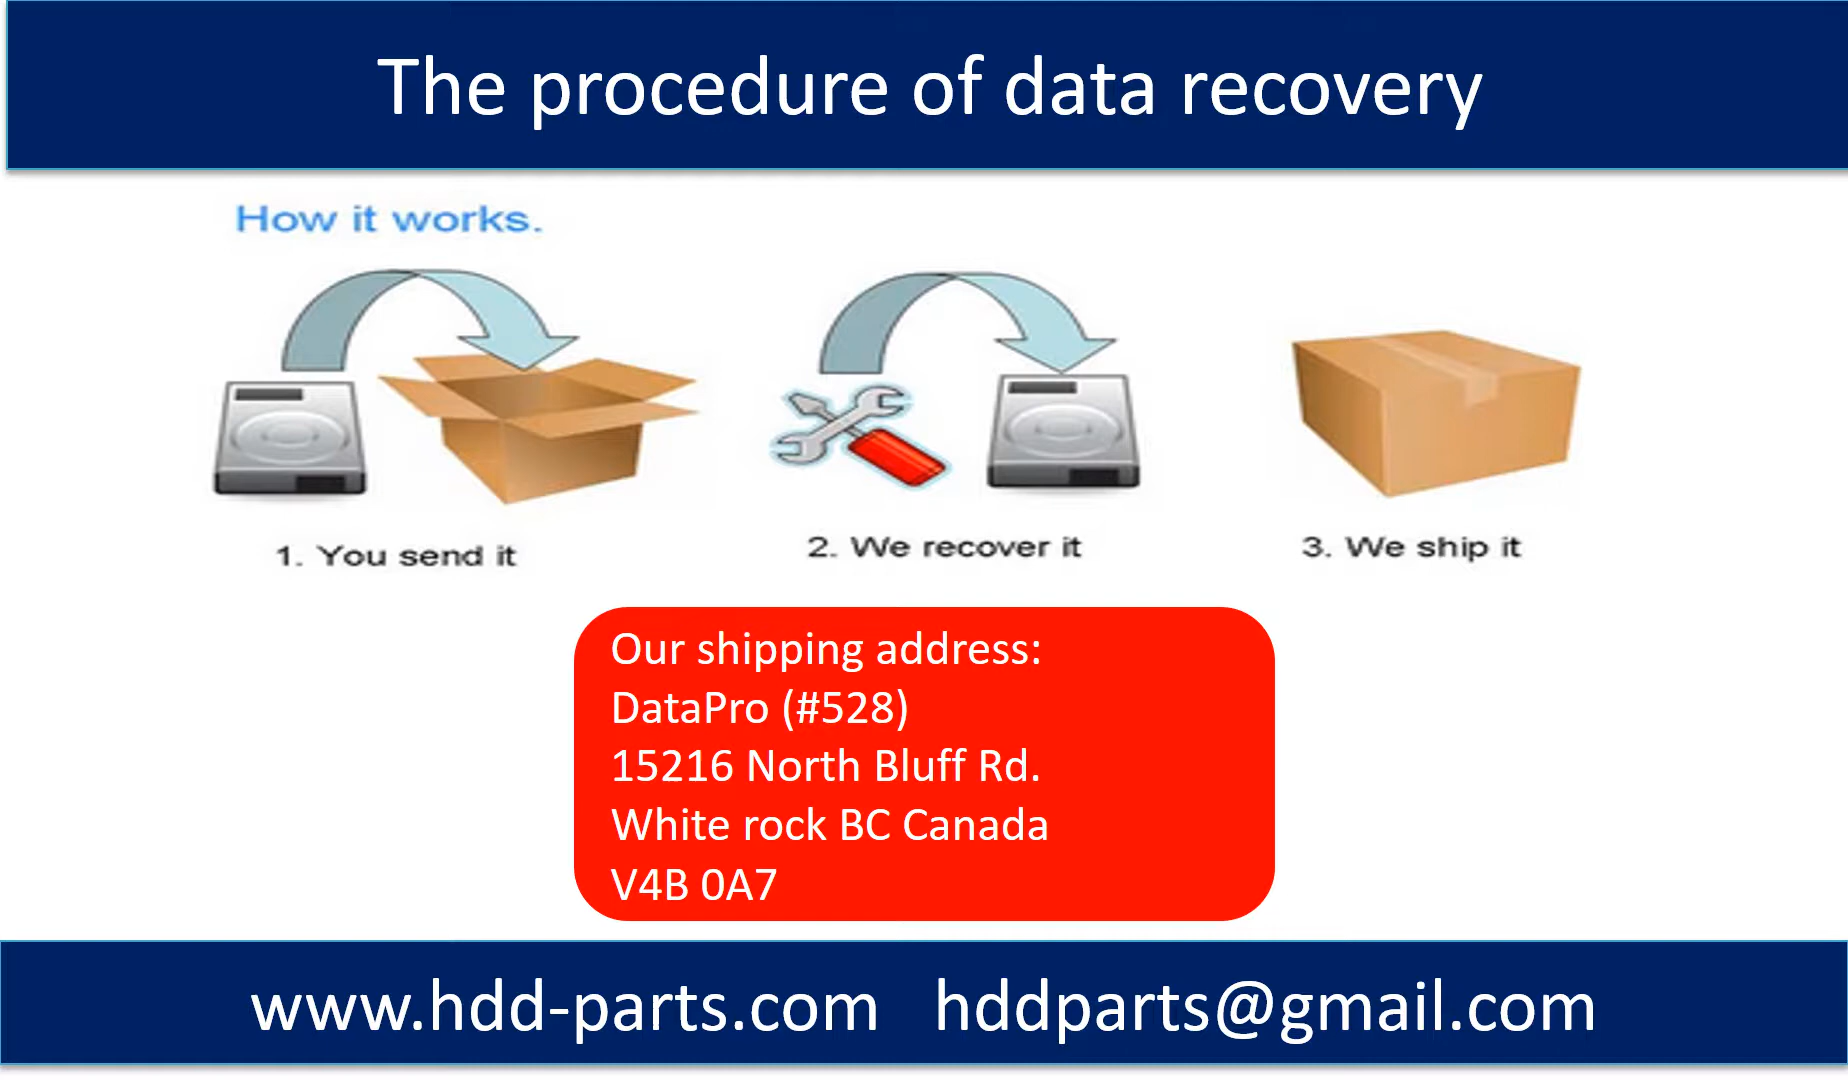 The procedure of data recovery
How it works.
1. You send it
2. We recover it
3. We ship it
Our shipping address:
DataPro (#528)
15216 North Bluff Rd.
White rock BC Canada
V4B 0A7
www.hdd-parts.com hddparts@gmail.com